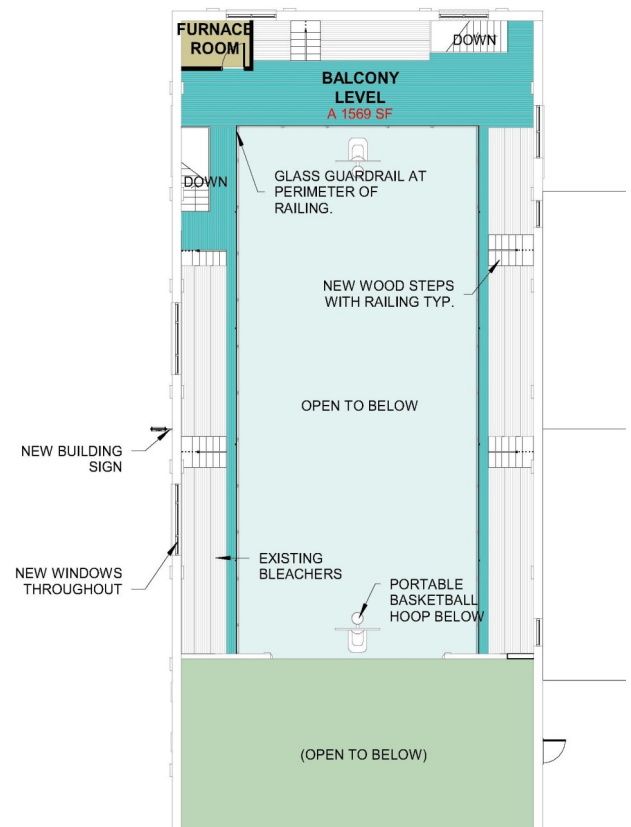 FURNACE
ROOM
DOWN
BALCONY
LEVEL
A 1569 SF
DOWN
GLASS GUARDRAIL AT
PERIMETER OF
RAILING.
NEW WOOD STEPS
WITH RAILING TYP.
OPEN TO BELOW
NEW BUILDING
SIGN
NEW WINDOWS
THROUGHOUT
EXISTING
BLEACHERS
PORTABLE
BASKETBALL
HOOP BELOW
(OPEN TO BELOW)